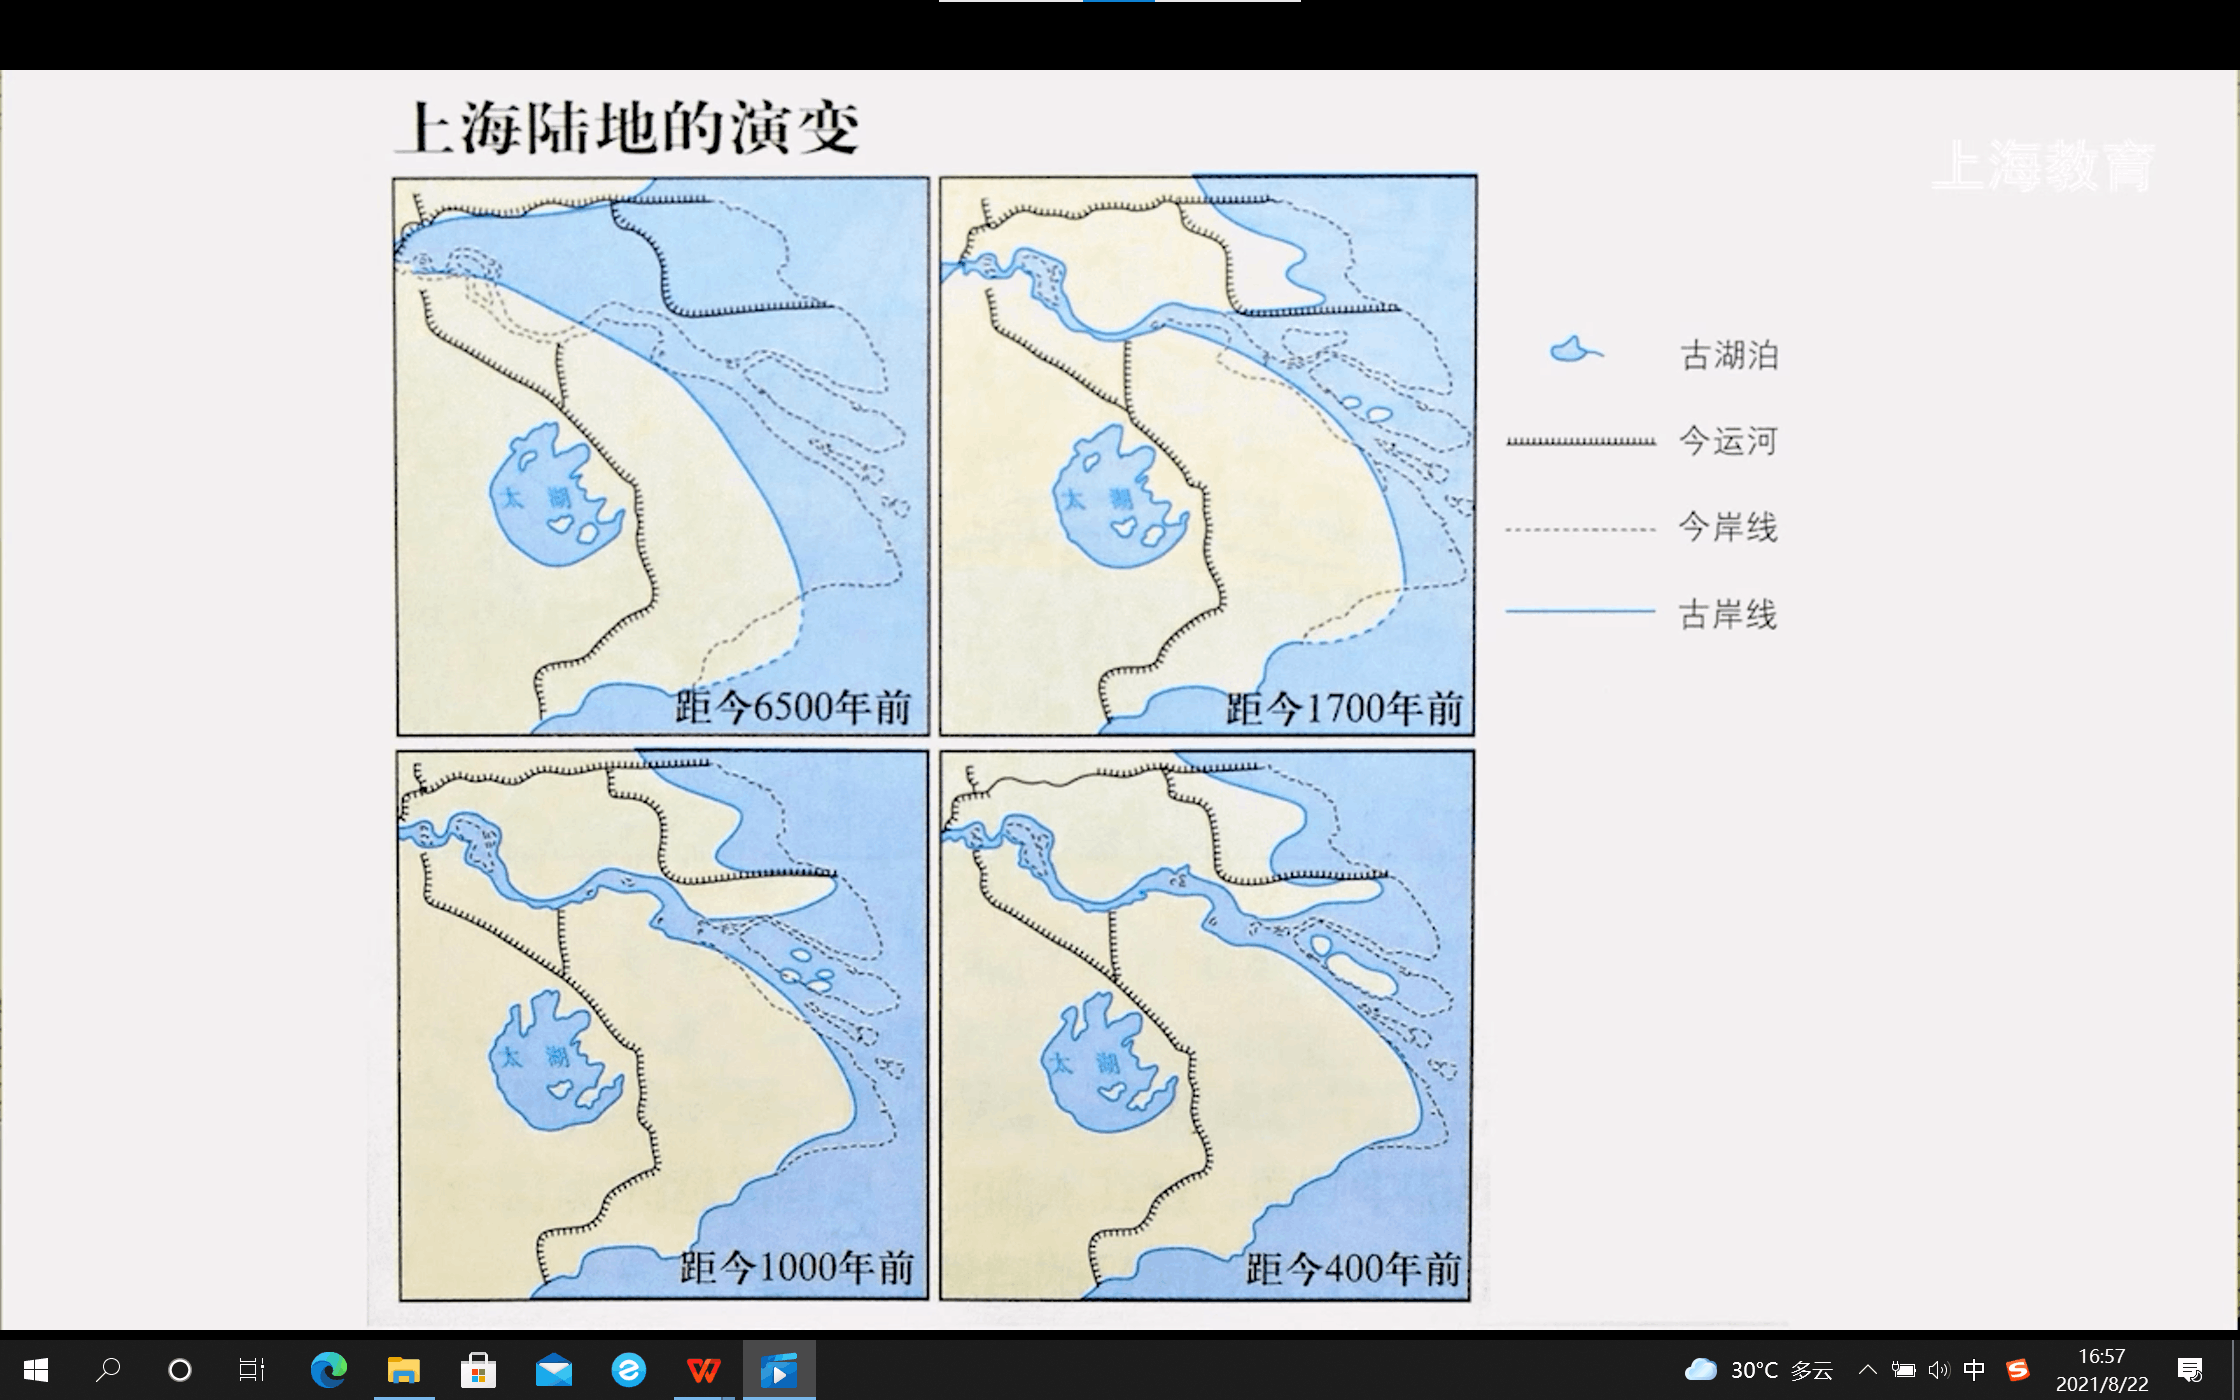 上海陆地的演变
上海教育
太 湖
距今6500年前
太 湖
距今1700年前
古湖泊
今运河
今岸线
古岸线
太 湖
距今1000年前
太 湖
距今400年前
30°C 多云
中
16:57
2021/8/22